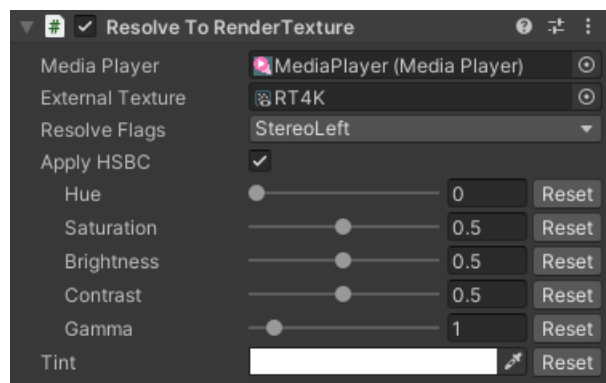 # Resolve To RenderTexture ?
Media Player MediaPlayer (Media Player)
External Texture RT4K
Resolve Flags StereoLeft
Apply HSBC
Hue 0 Reset
Saturation 0.5 Reset
Brightness 0.5 Reset
Contrast 0.5 Reset
Gamma 1 Reset
Tint Reset